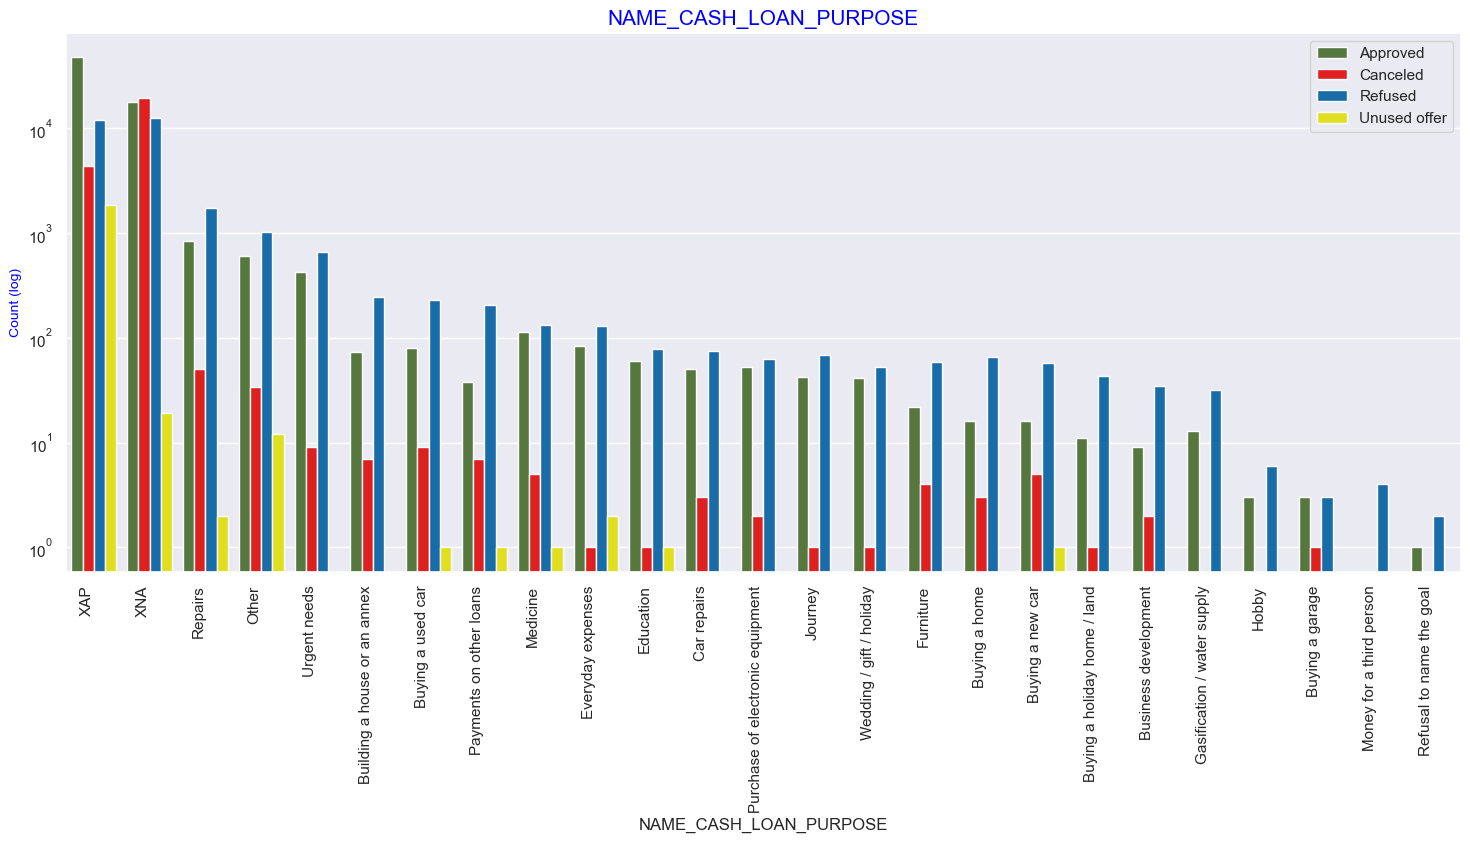 NAME_CASH_LOAN_PURPOSE
Approved
Canceled
Refused
Unused offer
10^4
10^3
10^2
10^1
10^0
Count (log)
XAP
XNA
Repairs
Other
Urgent needs
Building a house or an annex
Buying a used car
Payments on other loans
Medicine
Everyday expenses
Education
Car repairs
Purchase of electronic equipment
Journey
Wedding / gift / holiday
Furniture
Buying a home
Buying a new car
Buying a holiday home / land
Business development
Gasification / water supply
Hobby
Buying a garage
Money for a third person
Refusal to name the goal
NAME_CASH_LOAN_PURPOSE